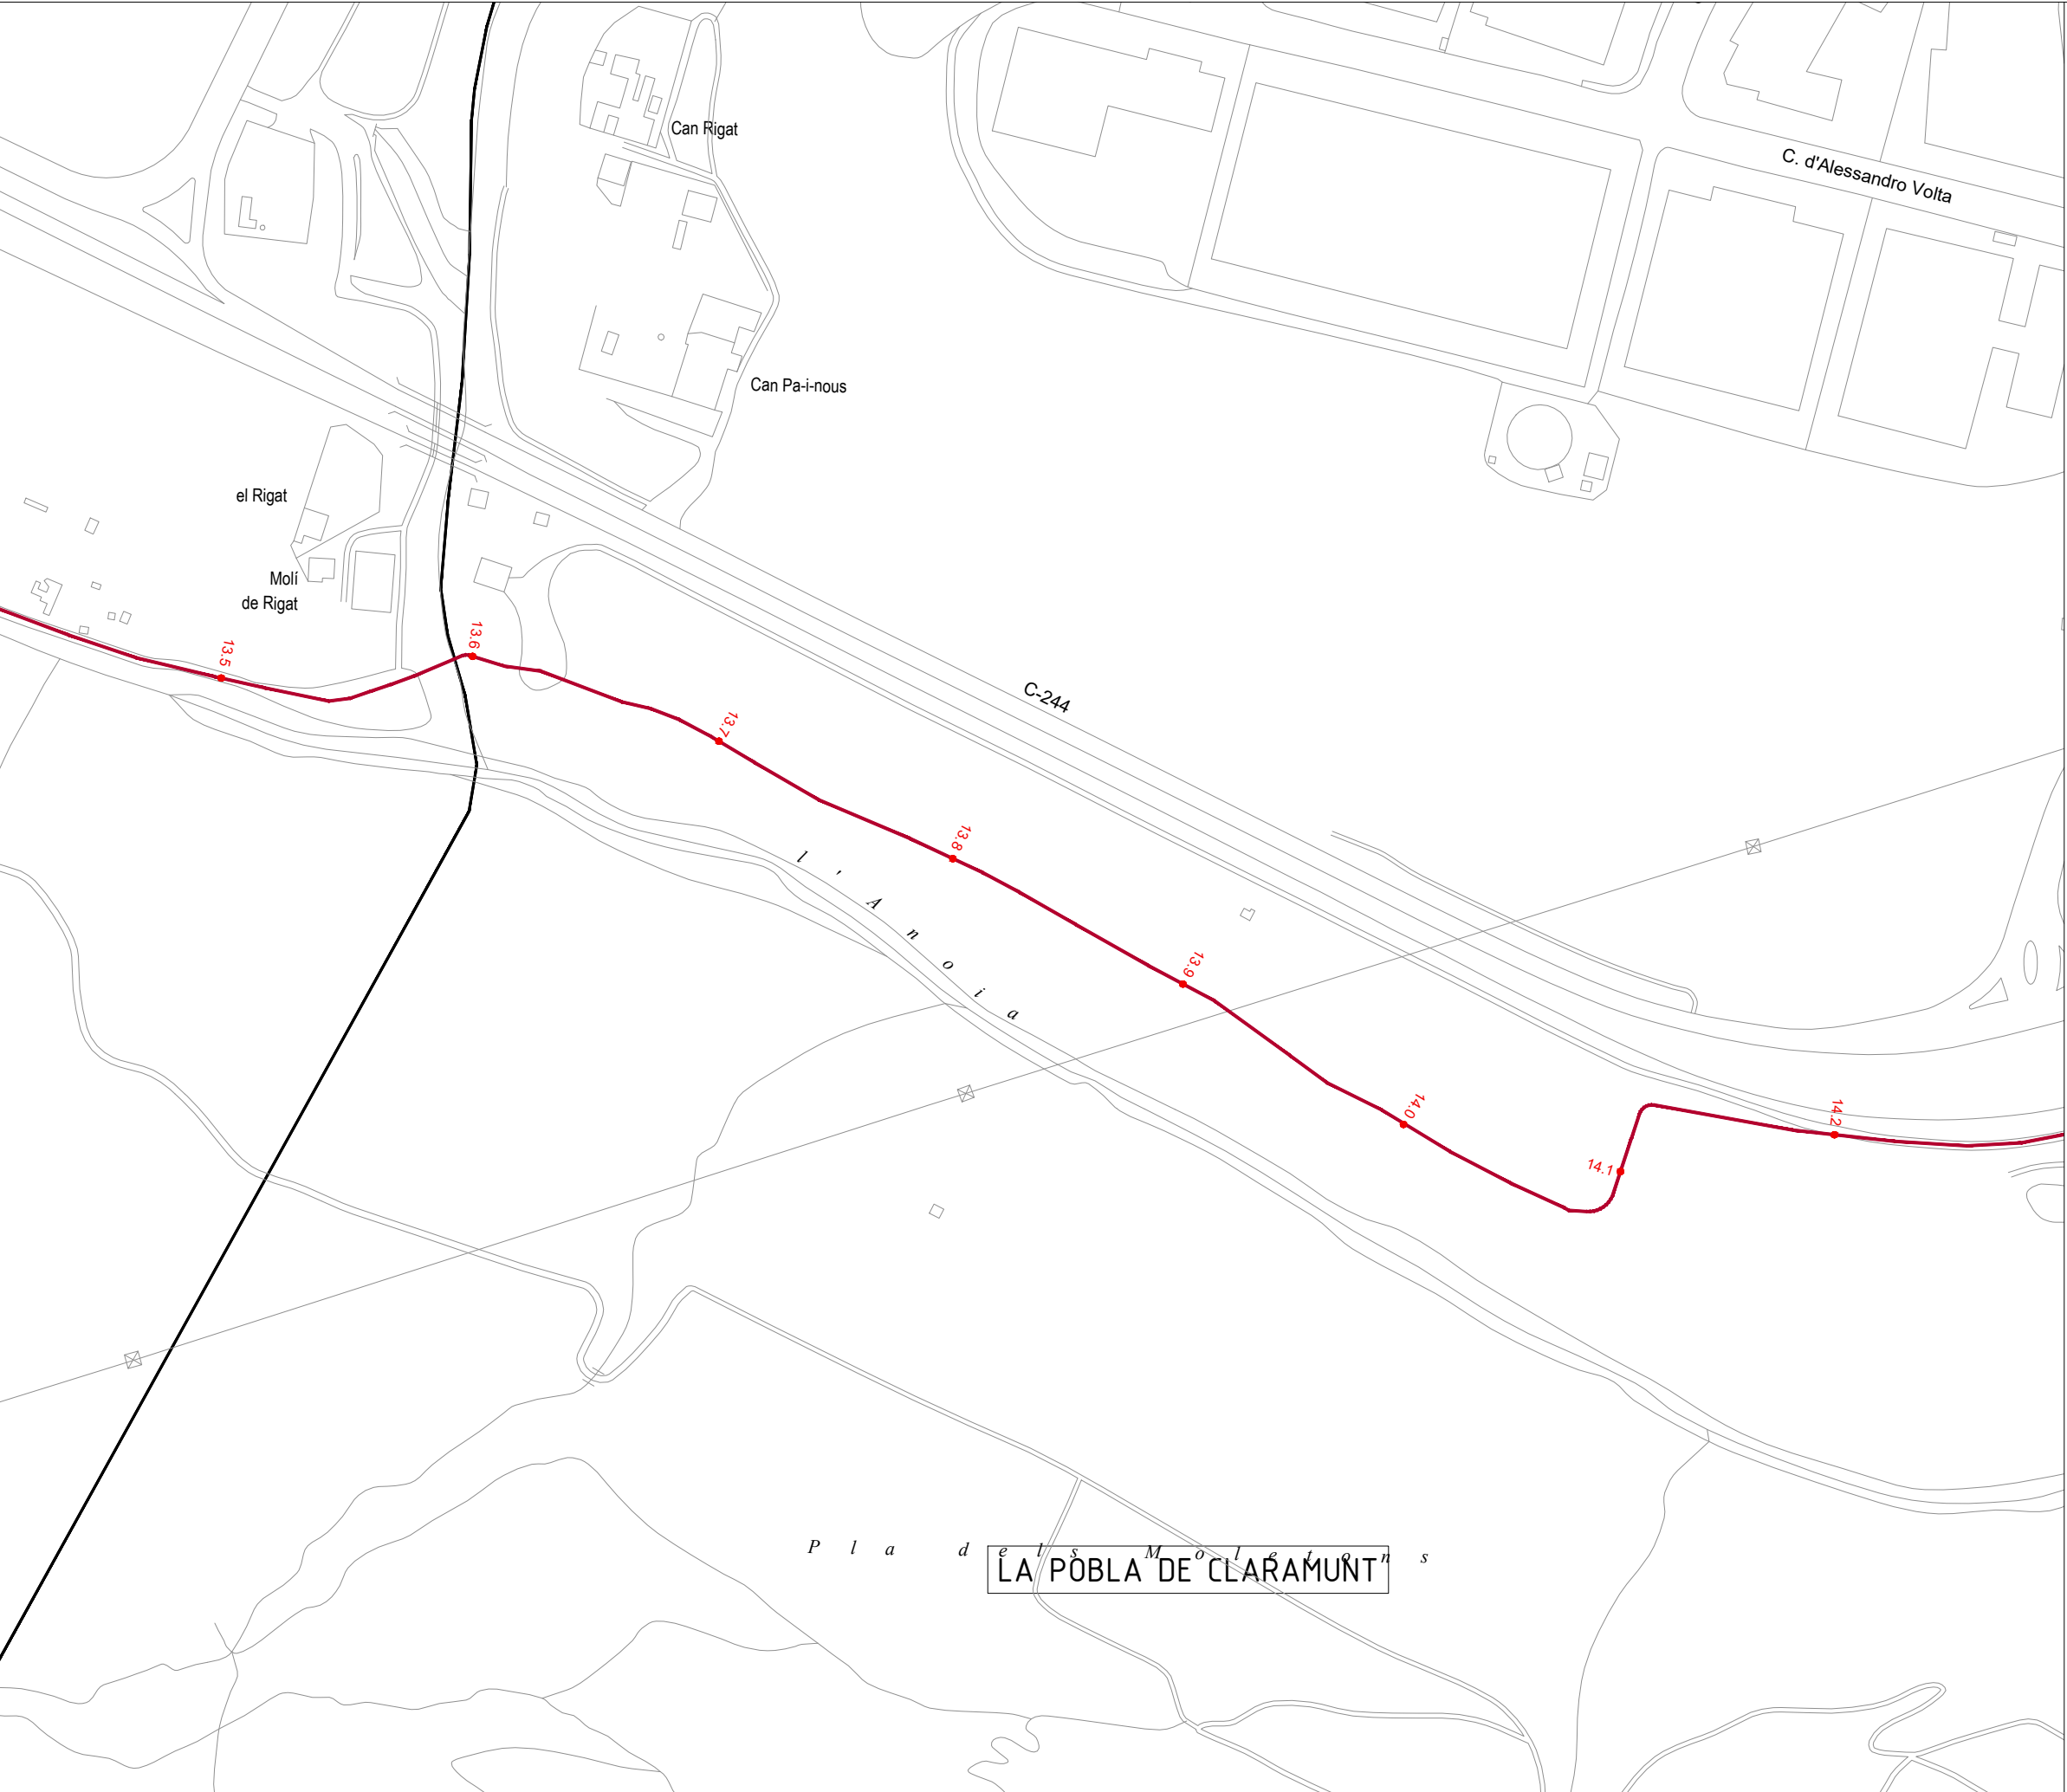 Can Rigat
C. d'Alessandro Volta
Can Pa-i-nous
el Rigat
Molí
de Rigat
13.5
13.6
13.7
C-244
13.8
l'Anoia
13.9
14.0
14.1
14.2
Pla dels Moletons
LA POBLA DE CLARAMUNT